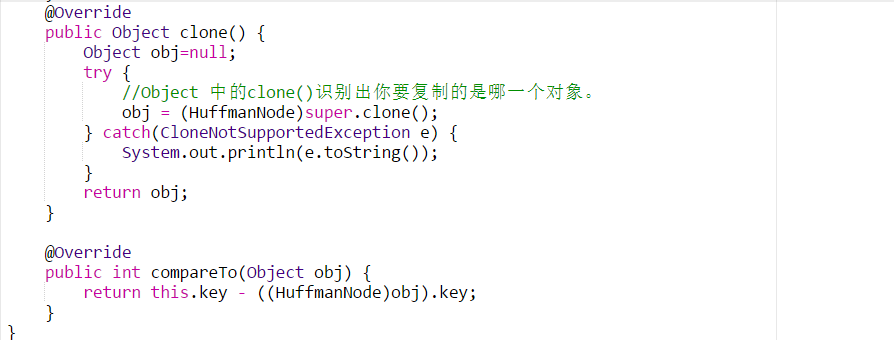 @Override
public Object clone() {
Object obj=null;
try {
//Object 中的clone()识别出你要复制的是哪一个对象。
obj = (HuffmanNode)super.clone();
} catch(CloneNotSupportedException e) {
System.out.println(e.toString());
}
return obj;
}
@Override
public int compareTo(Object obj) {
return this.key - ((HuffmanNode)obj).key;
}
}